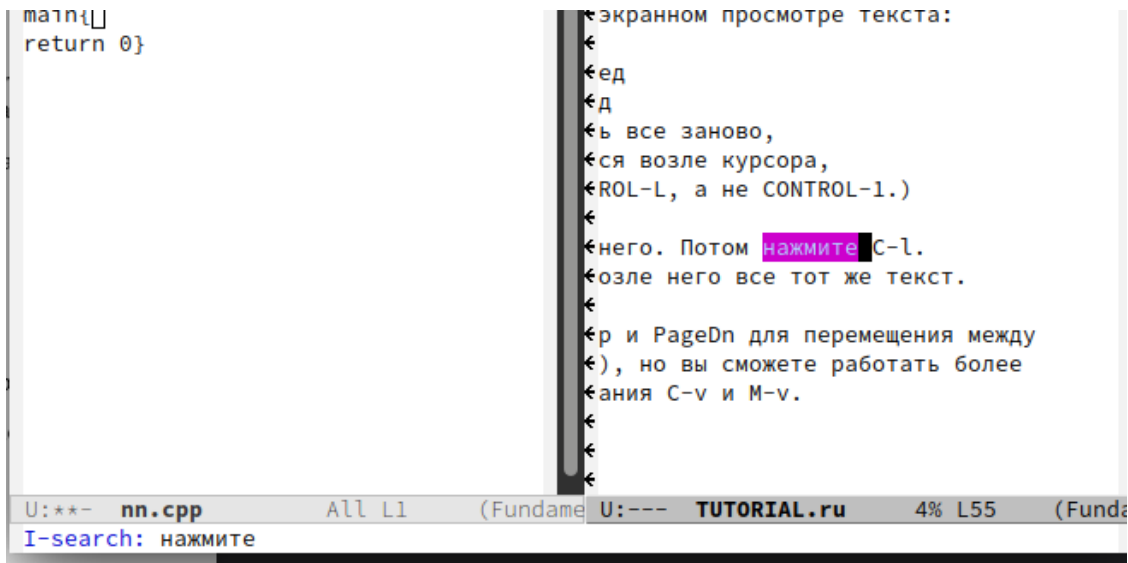 main{
return 0}
U:**- nn.cpp All L1 (Fundame
экранном просмотре текста:
ед
д
ь все заново,
ся возле курсора,
ROL-L, а не CONTROL-1.)
него. Потом нажмите C-l.
озле него все тот же текст.
р и PageDn для перемещения между
), но вы сможете работать более
ания C-v и M-v.
U:--- TUTORIAL.ru 4% L55 (Funda
I-search: нажмите